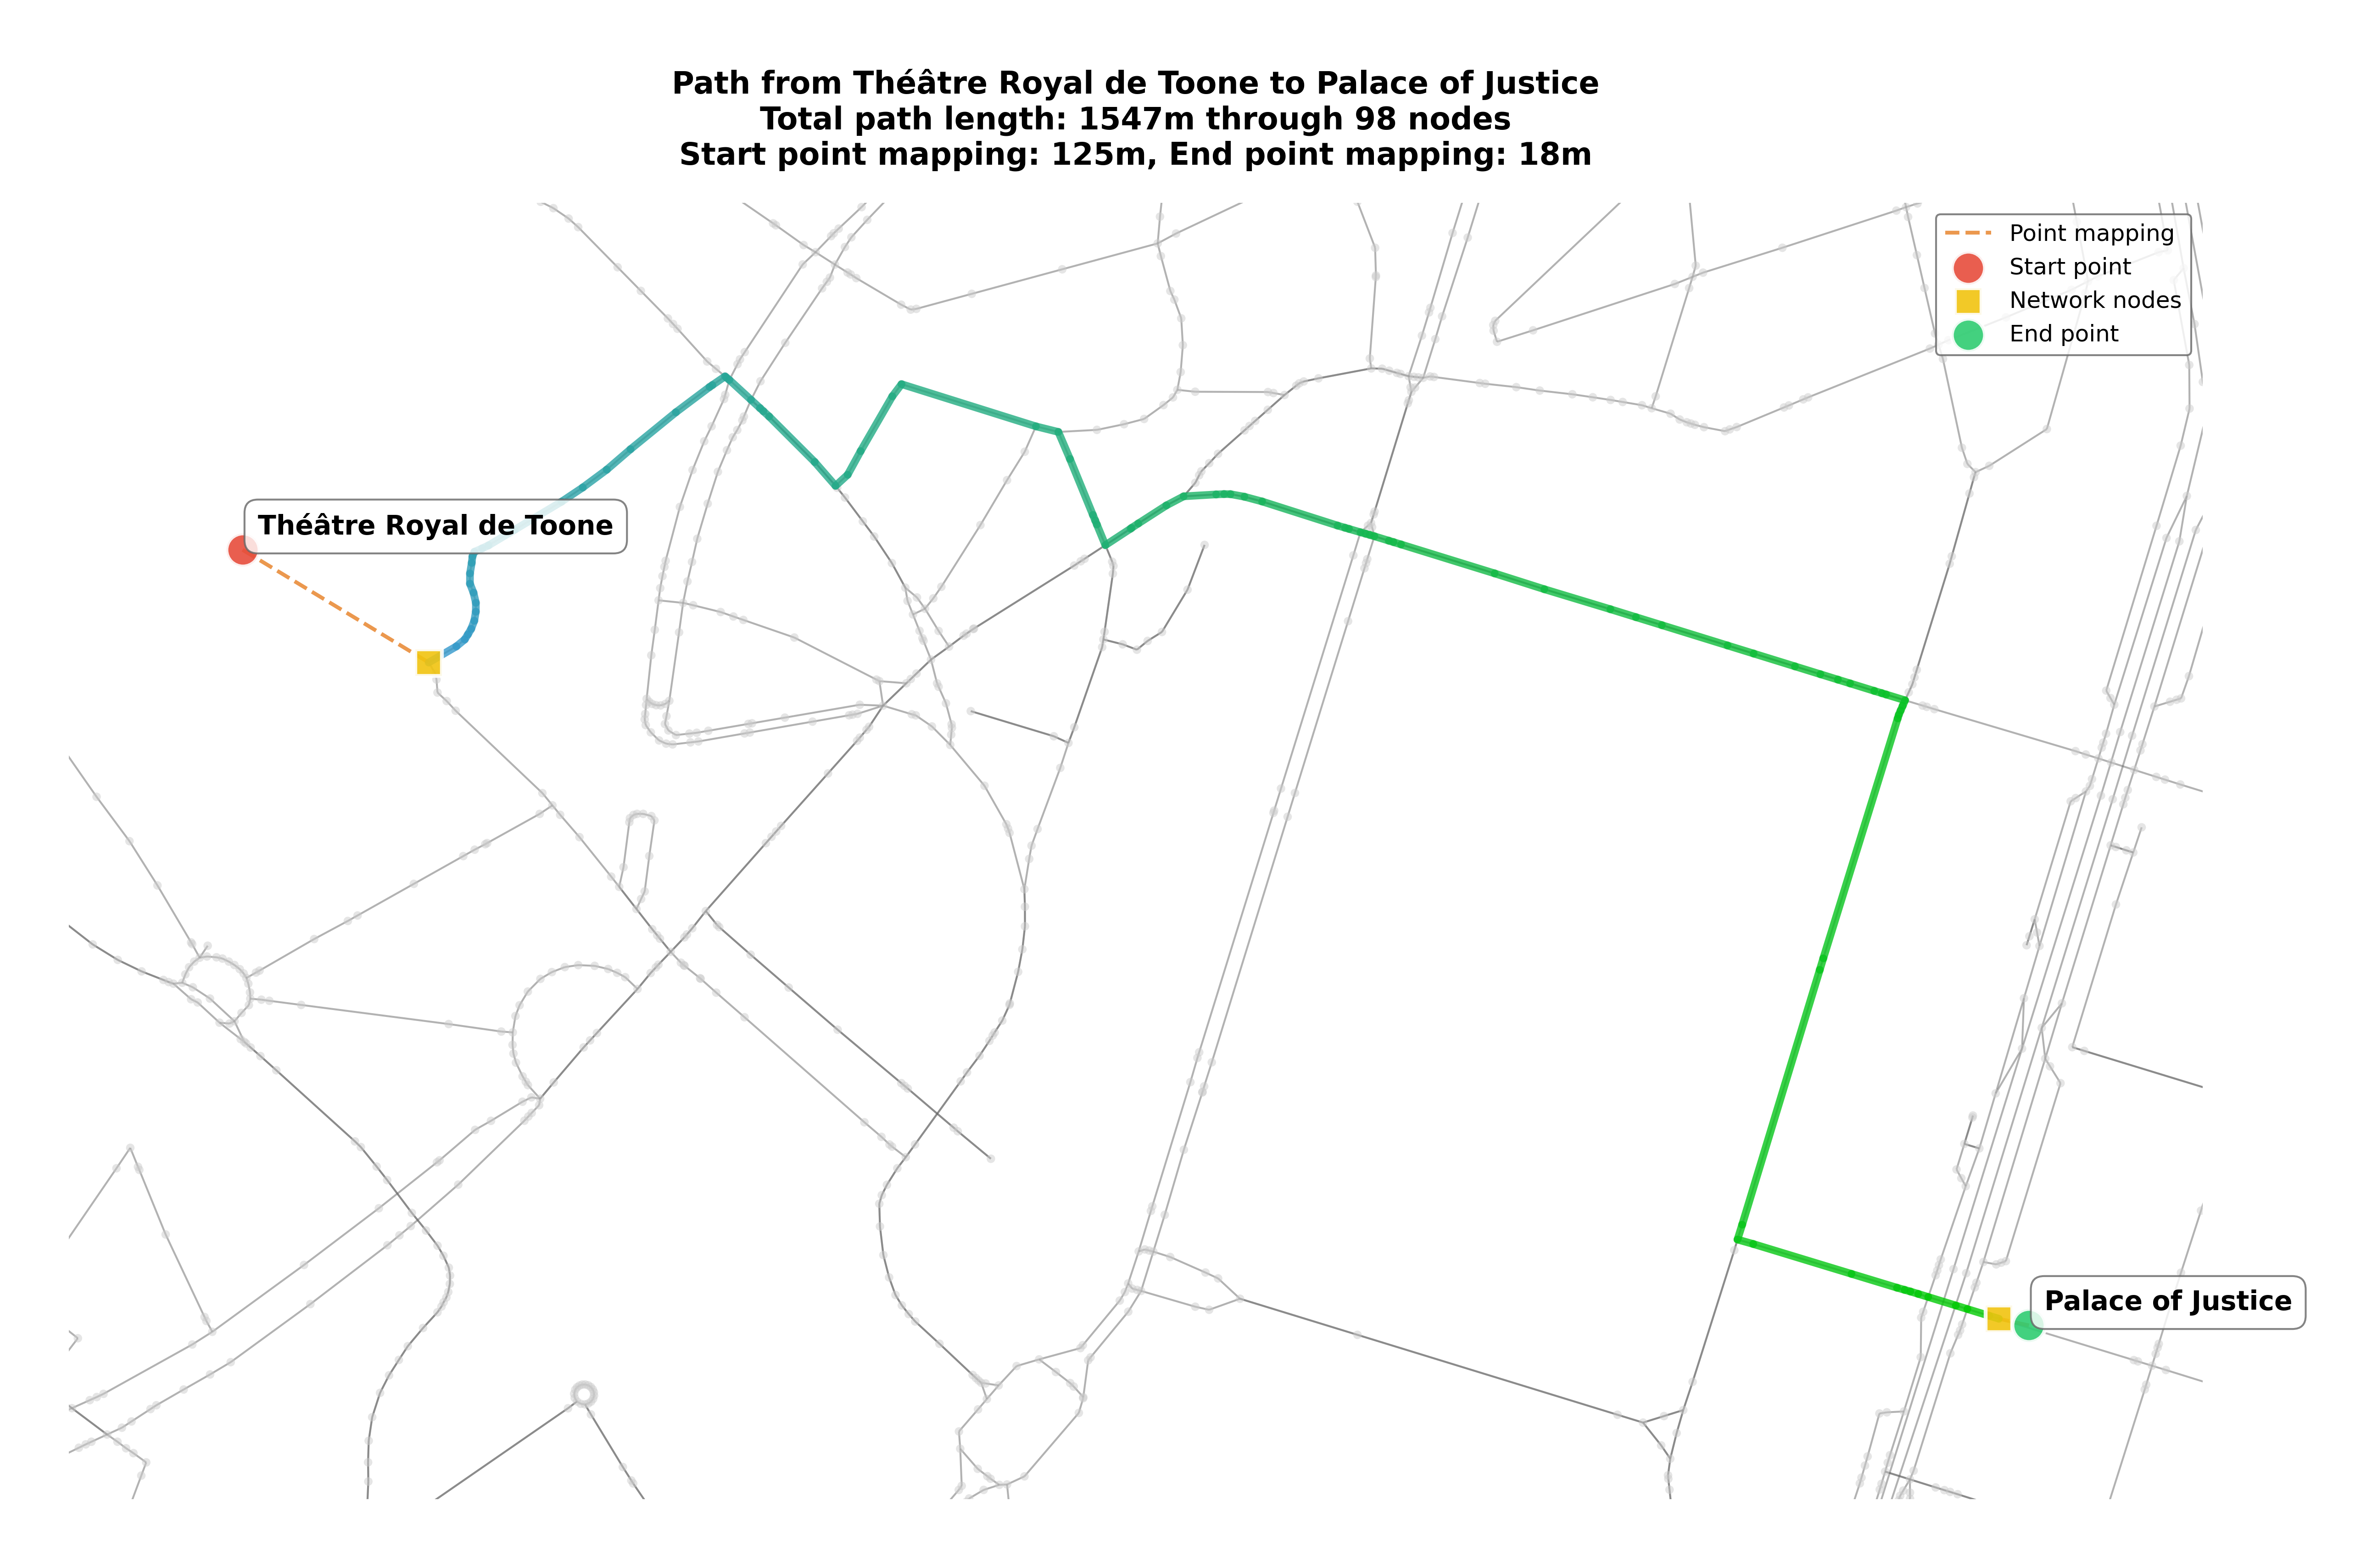 Path from Théâtre Royal de Toone to Palace of Justice
Total path length: 1547m through 98 nodes
Start point mapping: 125m, End point mapping: 18m
Point mapping
Start point
Network nodes
End point
Théâtre Royal de Toone
Palace of Justice